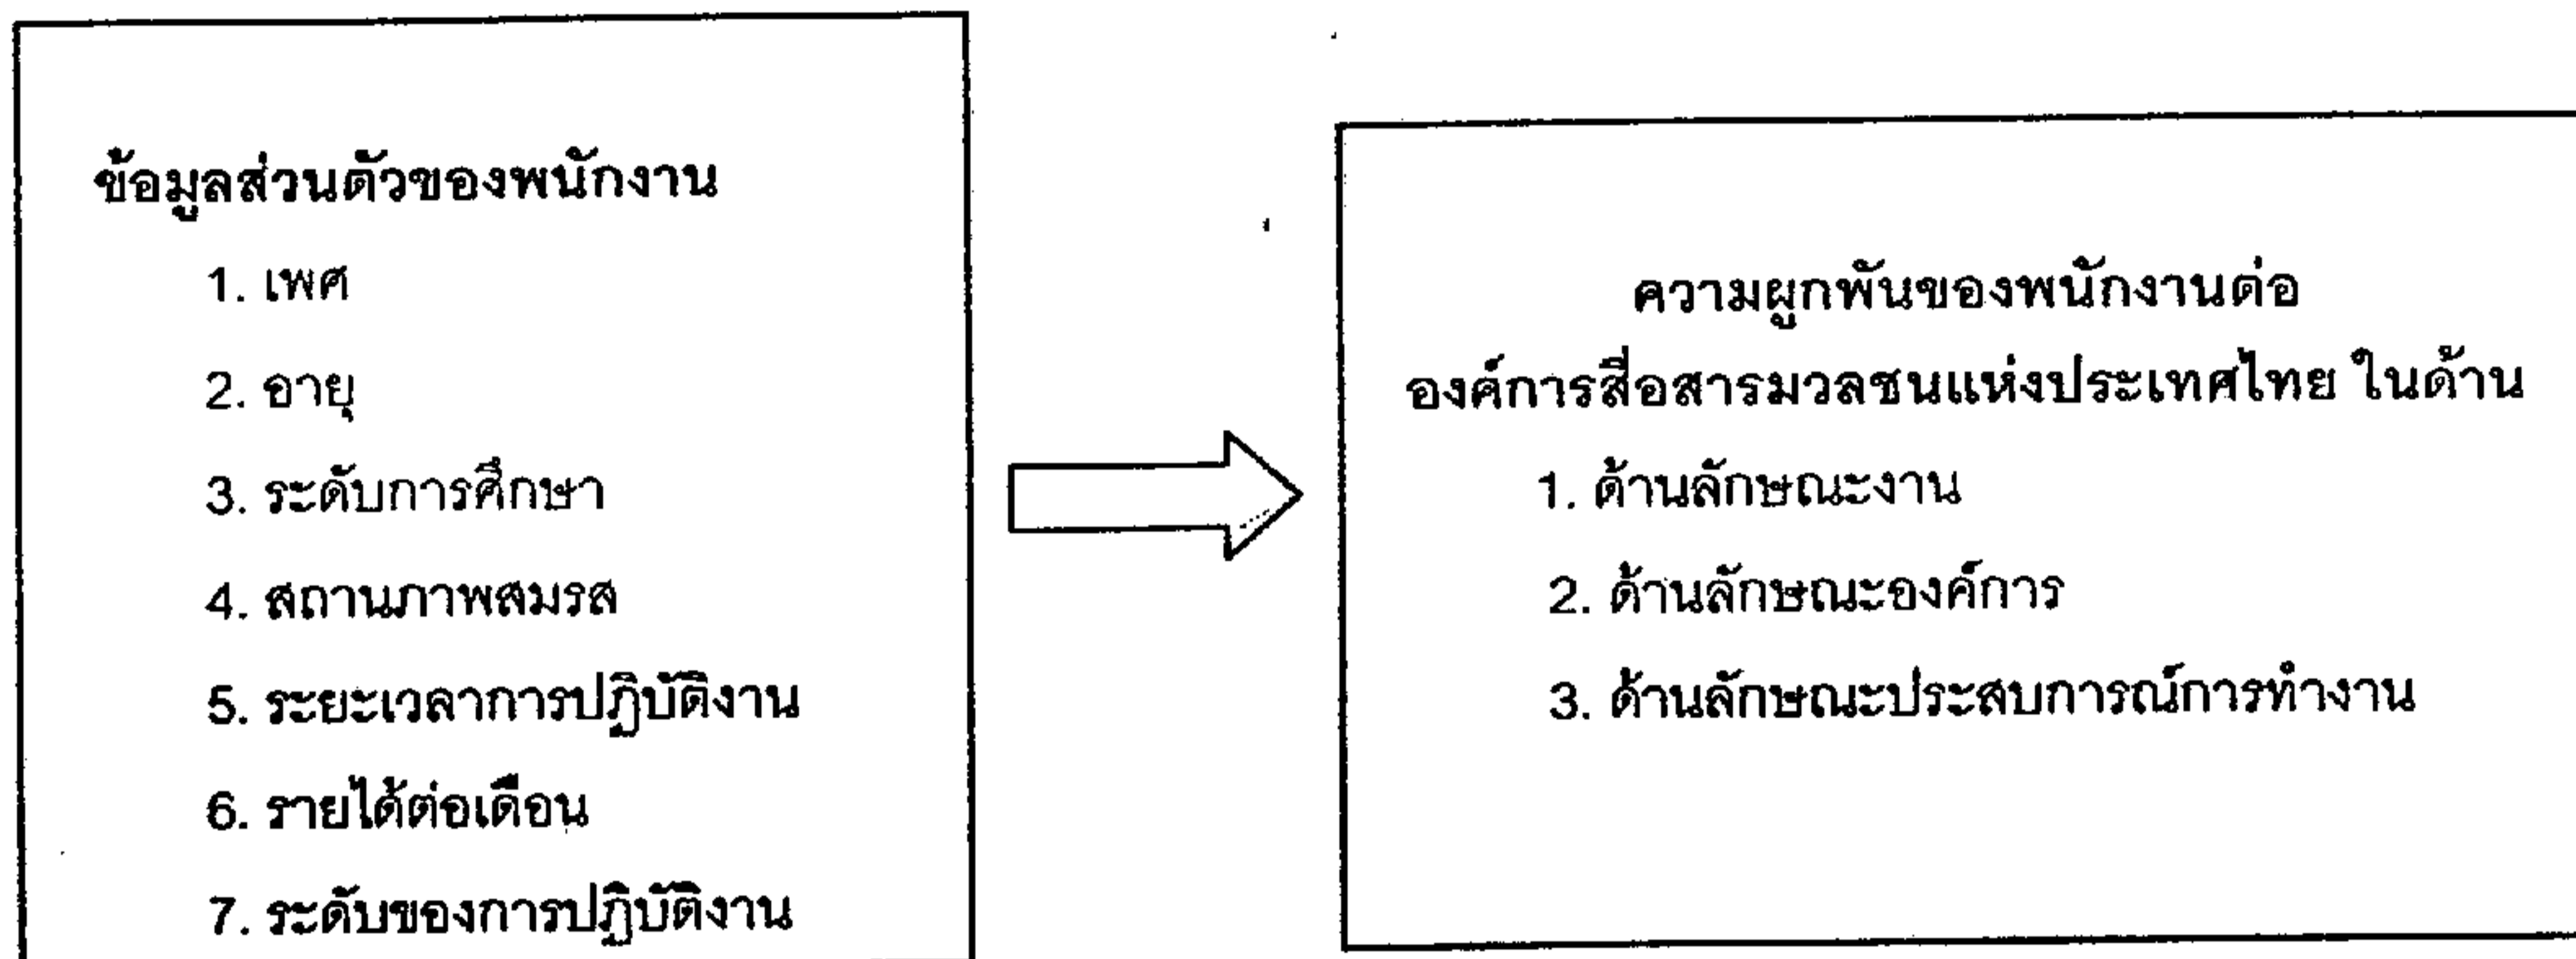 ข้อมูลส่วนตัวของพนักงาน
1. เพศ
2. อายุ
3. ระดับการศึกษา
4. สถานภาพสมรส
5. ระยะเวลาการปฏิบัติงาน
6. รายได้ต่อเดือน
7. ระดับของการปฏิบัติงาน
ความผูกพันของพนักงานต่อ
องค์การสื่อสารมวลชนแห่งประเทศไทย ในด้าน
1. ด้านลักษณะงาน
2. ด้านลักษณะองค์การ
3. ด้านลักษณะประสบการณ์การทำงาน